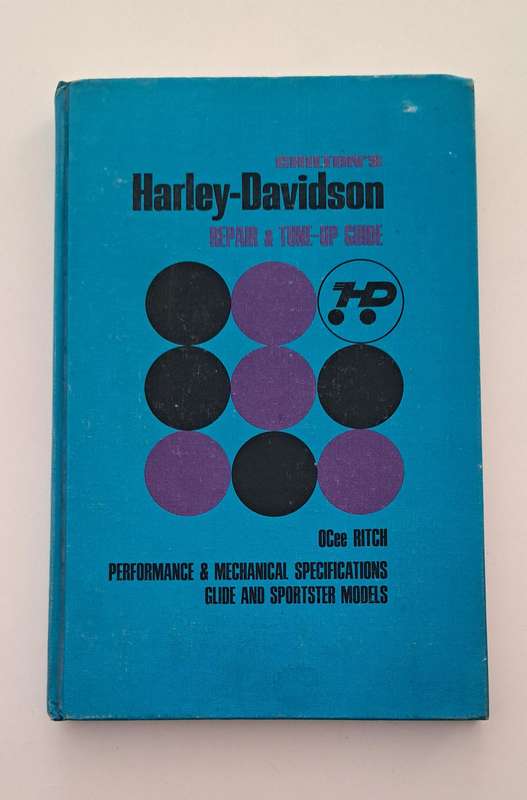 CHILTON'S
Harley-Davidson
REPAIR & TUNE-UP GUIDE
HD
OCee RITCH
PERFORMANCE & MECHANICAL SPECIFICATIONS
GLIDE AND SPORTSTER MODELS